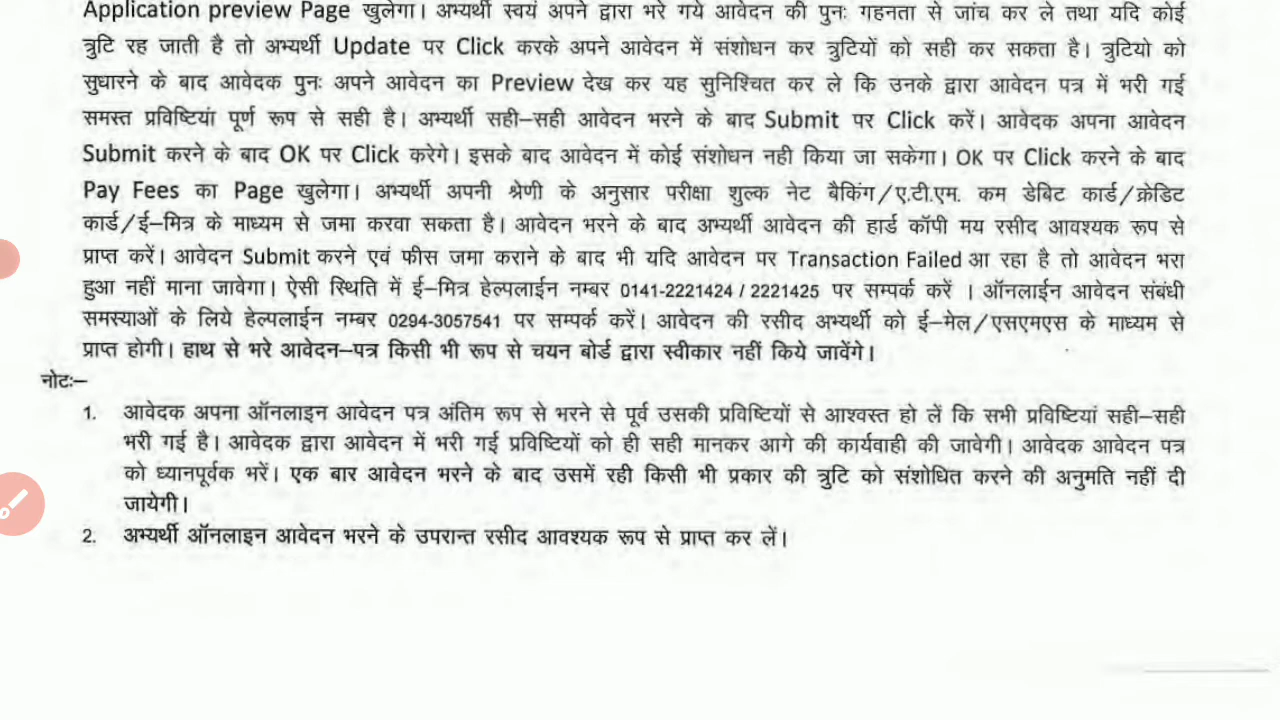 Application preview Page खुलेगा। अभ्यर्थी स्वयं अपने द्वारा भरे गये आवेदन की पुनः गहनता से जांच कर ले तथा यदि कोई
त्रुटि रह जाती है तो अभ्यर्थी Update पर Click करके अपने आवेदन में संशोधन कर त्रुटियों को सही कर सकता है। त्रुटियो को
सुधारने के बाद आवेदक पुनः अपने आवेदन का Preview देख कर यह सुनिश्चित कर ले कि उनके द्वारा आवेदन पत्र में भरी गई
समस्त प्रविष्टियां पूर्ण रूप से सही है। अभ्यर्थी सही–सही आवेदन भरने के बाद Submit पर Click करें। आवेदक अपना आवेदन
Submit करने के बाद OK पर Click करेगे। इसके बाद आवेदन में कोई संशोधन नही किया जा सकेगा। OK पर Click करने के बाद
Pay Fees का Page खुलेगा। अभ्यर्थी अपनी श्रेणी के अनुसार परीक्षा शुल्क नेट बैकिंग/ए.टी.एम. कम डेबिट कार्ड/क्रेडिट
कार्ड/ई–मित्र के माध्यम से जमा करवा सकता है। आवेदन भरने के बाद अभ्यर्थी आवेदन की हार्ड कॉपी मय रसीद आवश्यक रूप से
प्राप्त करें। आवेदन Submit करने एवं फीस जमा कराने के बाद भी यदि आवेदन पर Transaction Failed आ रहा है तो आवेदन भरा
हुआ नहीं माना जावेगा। ऐसी स्थिति में ई–मित्र हेल्पलाईन नम्बर 0141-2221424 / 2221425 पर सम्पर्क करें । ऑनलाईन आवेदन संबंधी
समस्याओं के लिये हेल्पलाईन नम्बर 0294-3057541 पर सम्पर्क करें। आवेदन की रसीद अभ्यर्थी को ई–मेल/एसएमएस के माध्यम से
प्राप्त होगी। हाथ से भरे आवेदन–पत्र किसी भी रूप से चयन बोर्ड द्वारा स्वीकार नहीं किये जावेंगे।
नोटः–
1. आवेदक अपना ऑनलाइन आवेदन पत्र अंतिम रूप से भरने से पूर्व उसकी प्रविष्टियों से आश्वस्त हो लें कि सभी प्रविष्टियां सही–सही
भरी गई है। आवेदक द्वारा आवेदन में भरी गई प्रविष्टियों को ही सही मानकर आगे की कार्यवाही की जावेगी। आवेदक आवेदन पत्र
को ध्यानपूर्वक भरें। एक बार आवेदन भरने के बाद उसमें रही किसी भी प्रकार की त्रुटि को संशोधित करने की अनुमति नहीं दी
जायेगी।
2. अभ्यर्थी ऑनलाइन आवेदन भरने के उपरान्त रसीद आवश्यक रूप से प्राप्त कर लें।